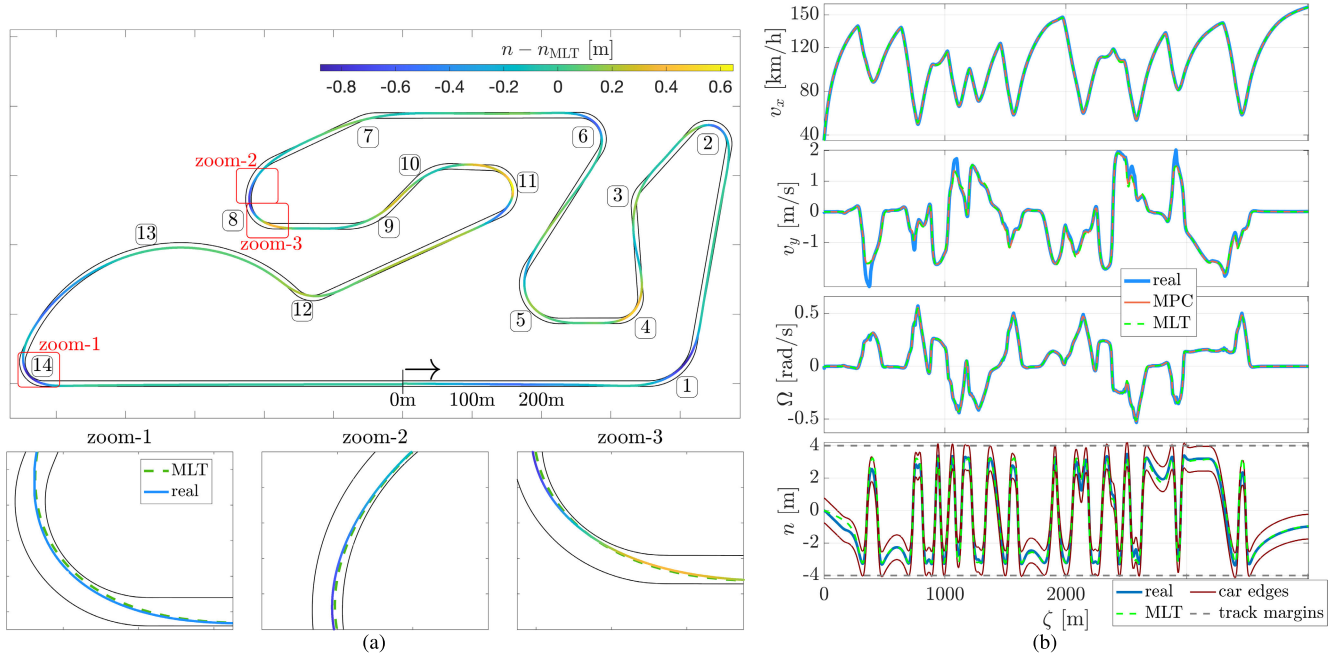 n − n_MLT [m]
-0.8 -0.6 -0.4 -0.2 0 0.2 0.4 0.6
7
6
2
zoom-2
10
11
3
8
9
zoom-3
13
12
5
4
zoom-1
14
1
0m 100m 200m
zoom-1 zoom-2 zoom-3
MLT
real
(a)
160
120
80
40
v_x [km/h]
2
1
0
-1
v_y [m/s]
real
MPC
MLT
0.5
0
-0.5
Ω [rad/s]
4
2
0
-2
-4
n [m]
0 1000 2000
ζ [m]
real car edges
MLT track margins
(b)